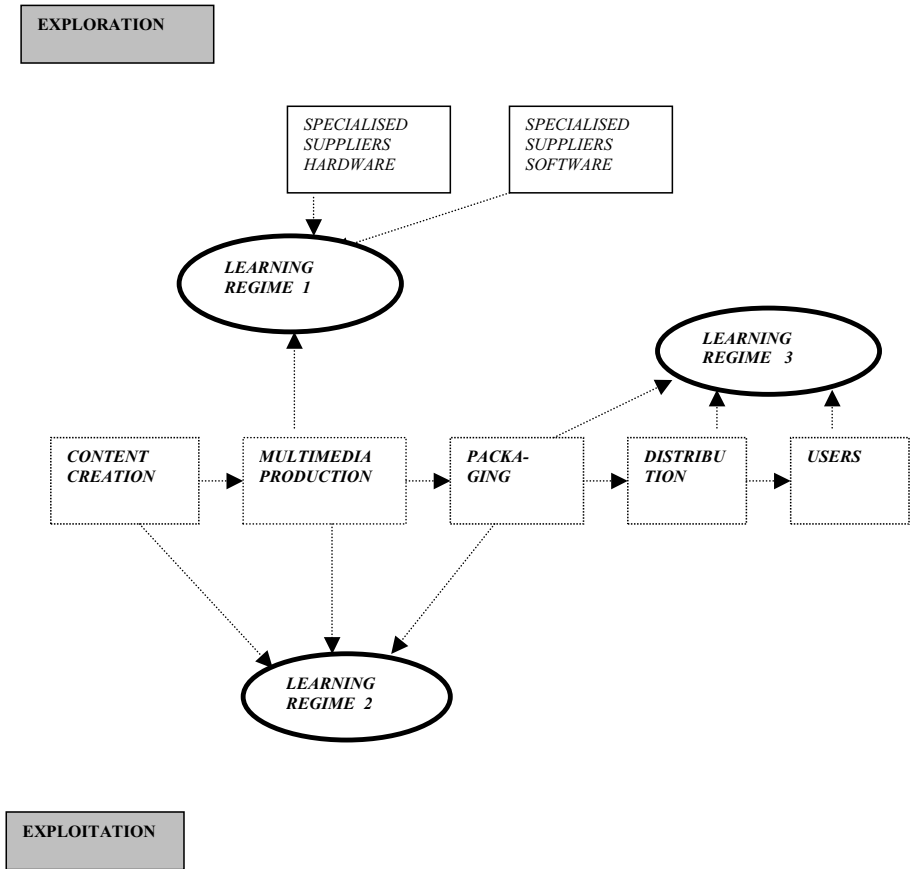 EXPLORATION
SPECIALISED
SUPPLIERS
HARDWARE
SPECIALISED
SUPPLIERS
SOFTWARE
LEARNING
REGIME 1
LEARNING
REGIME 3
CONTENT
CREATION
MULTIMEDIA
PRODUCTION
PACKA-
GING
DISTRIBU
TION
USERS
LEARNING
REGIME 2
EXPLOITATION